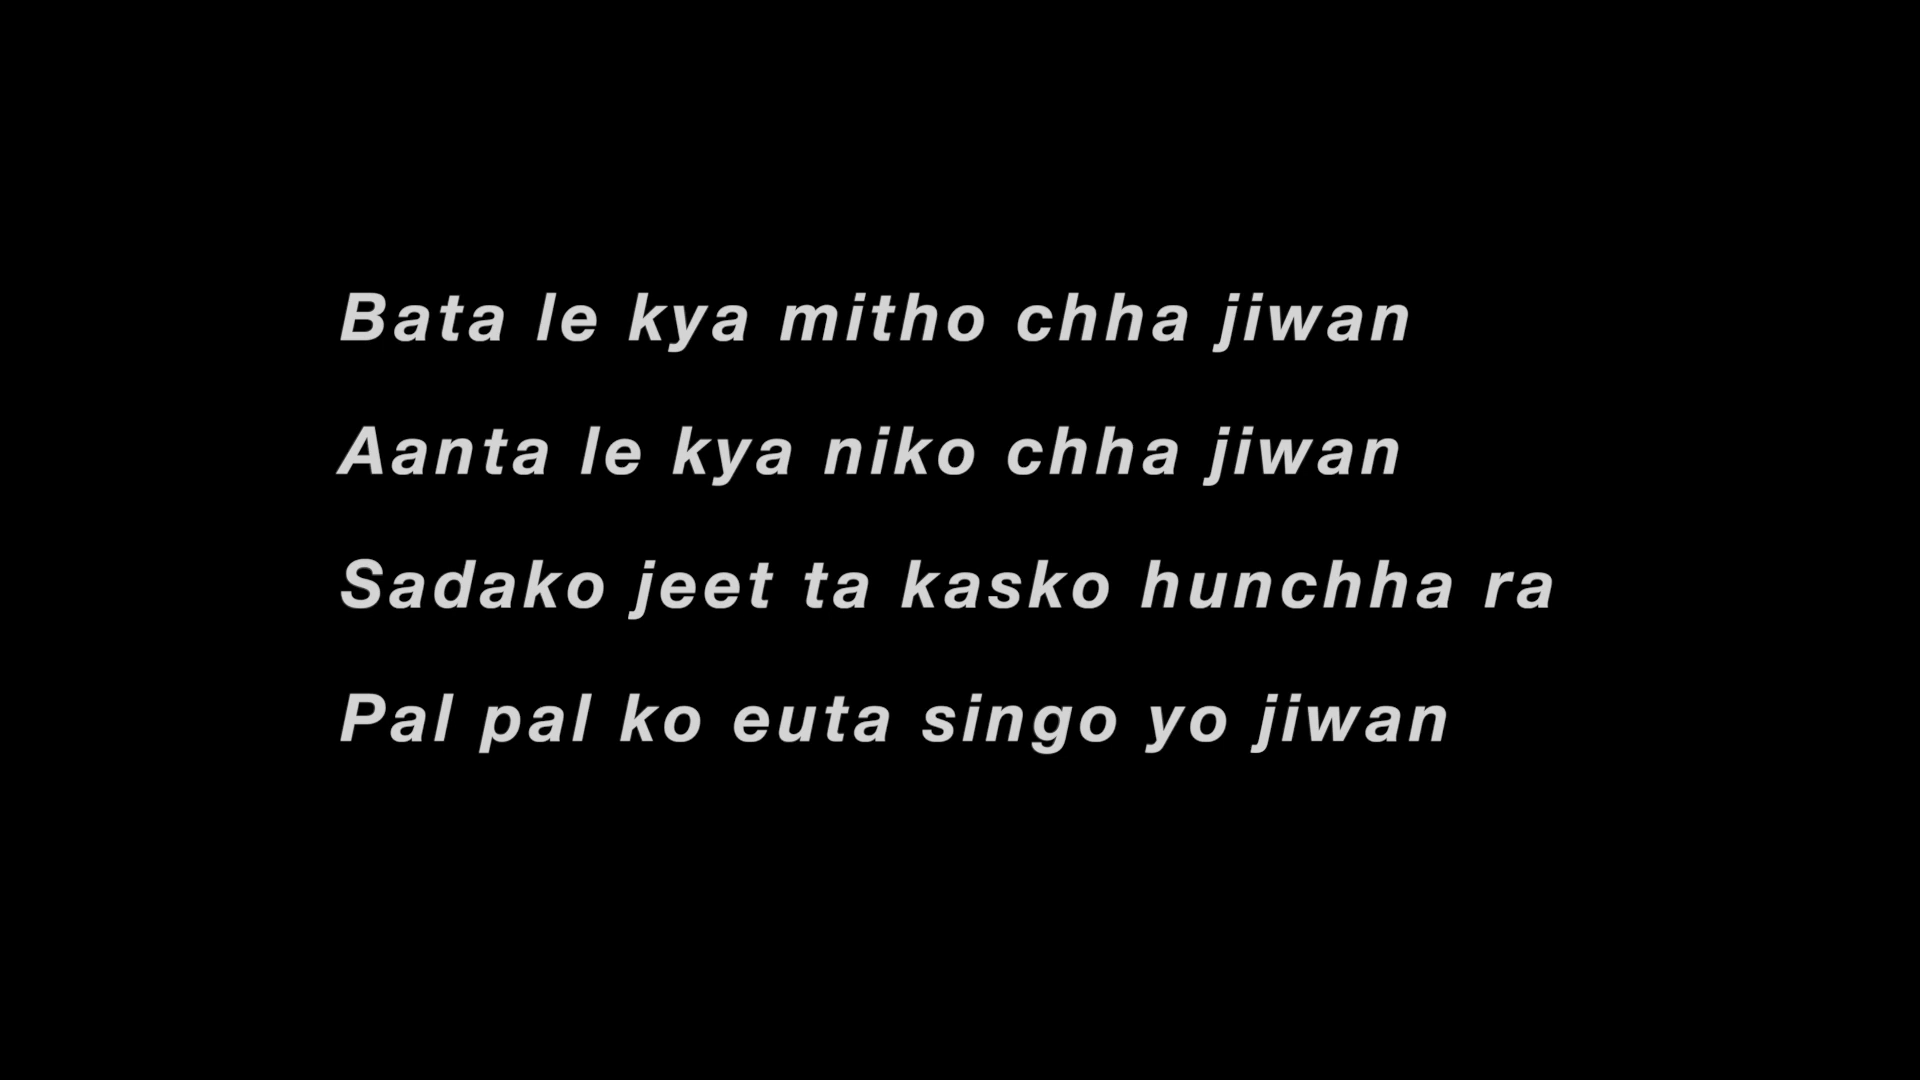 Bata le kya mitho chha jiwan
Aanta le kya niko chha jiwan
Sadako jeet ta kasko hunchha ra
Pal pal ko euta singo yo jiwan